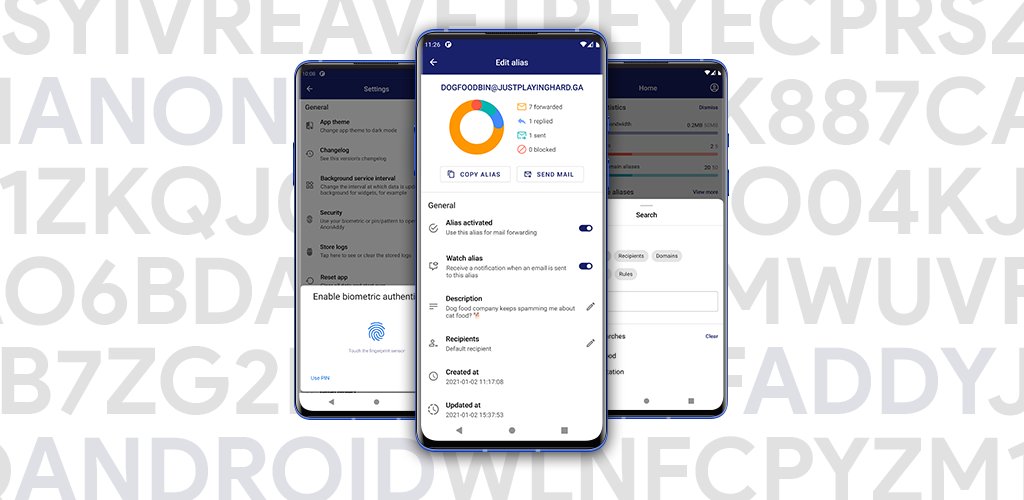 SYIVREAVETREYECPRSZ
ANON
K887CA
1ZKQJ
O04KJ
O6BDA
MWUVF
B7ZG2
FADDYJ
ANDROIDWLNFCPYZM1
10:06
Settings
General
App theme
Change app theme to dark mode
Changelog
See this version's changelog
Background service interval
Change the interval at which data is
background for widgets, for example
Security
Use your biometric or pin/pattern to
AnonAddy
Store logs
Tap here to see or clear the stored logs
Reset app
Enable biometric authenti
Touch the fingerprint sensor
Use PIN
11:26
Edit alias
DOGFOODBIN@JUSTPLAYINGHARD.GA
7 forwarded
1 replied
1 sent
0 blocked
COPY ALIAS
SEND MAIL
General
Alias activated
Use this alias for mail forwarding
Watch alias
Receive a notification when an email is sent
to this alias
Description
Dog food company keeps spamming me about
cat food?
Recipients
Default recipient
Created at
2021-01-02 11:17:08
Updated at
2021-01-02 15:37:53
Home
tistics
Dismiss
ndwidth
0.2MB 50MB
2 5
main aliases
20 50
e aliases
View more
Search
Recipients
Domains
Rules
rches
Clear
od
tation